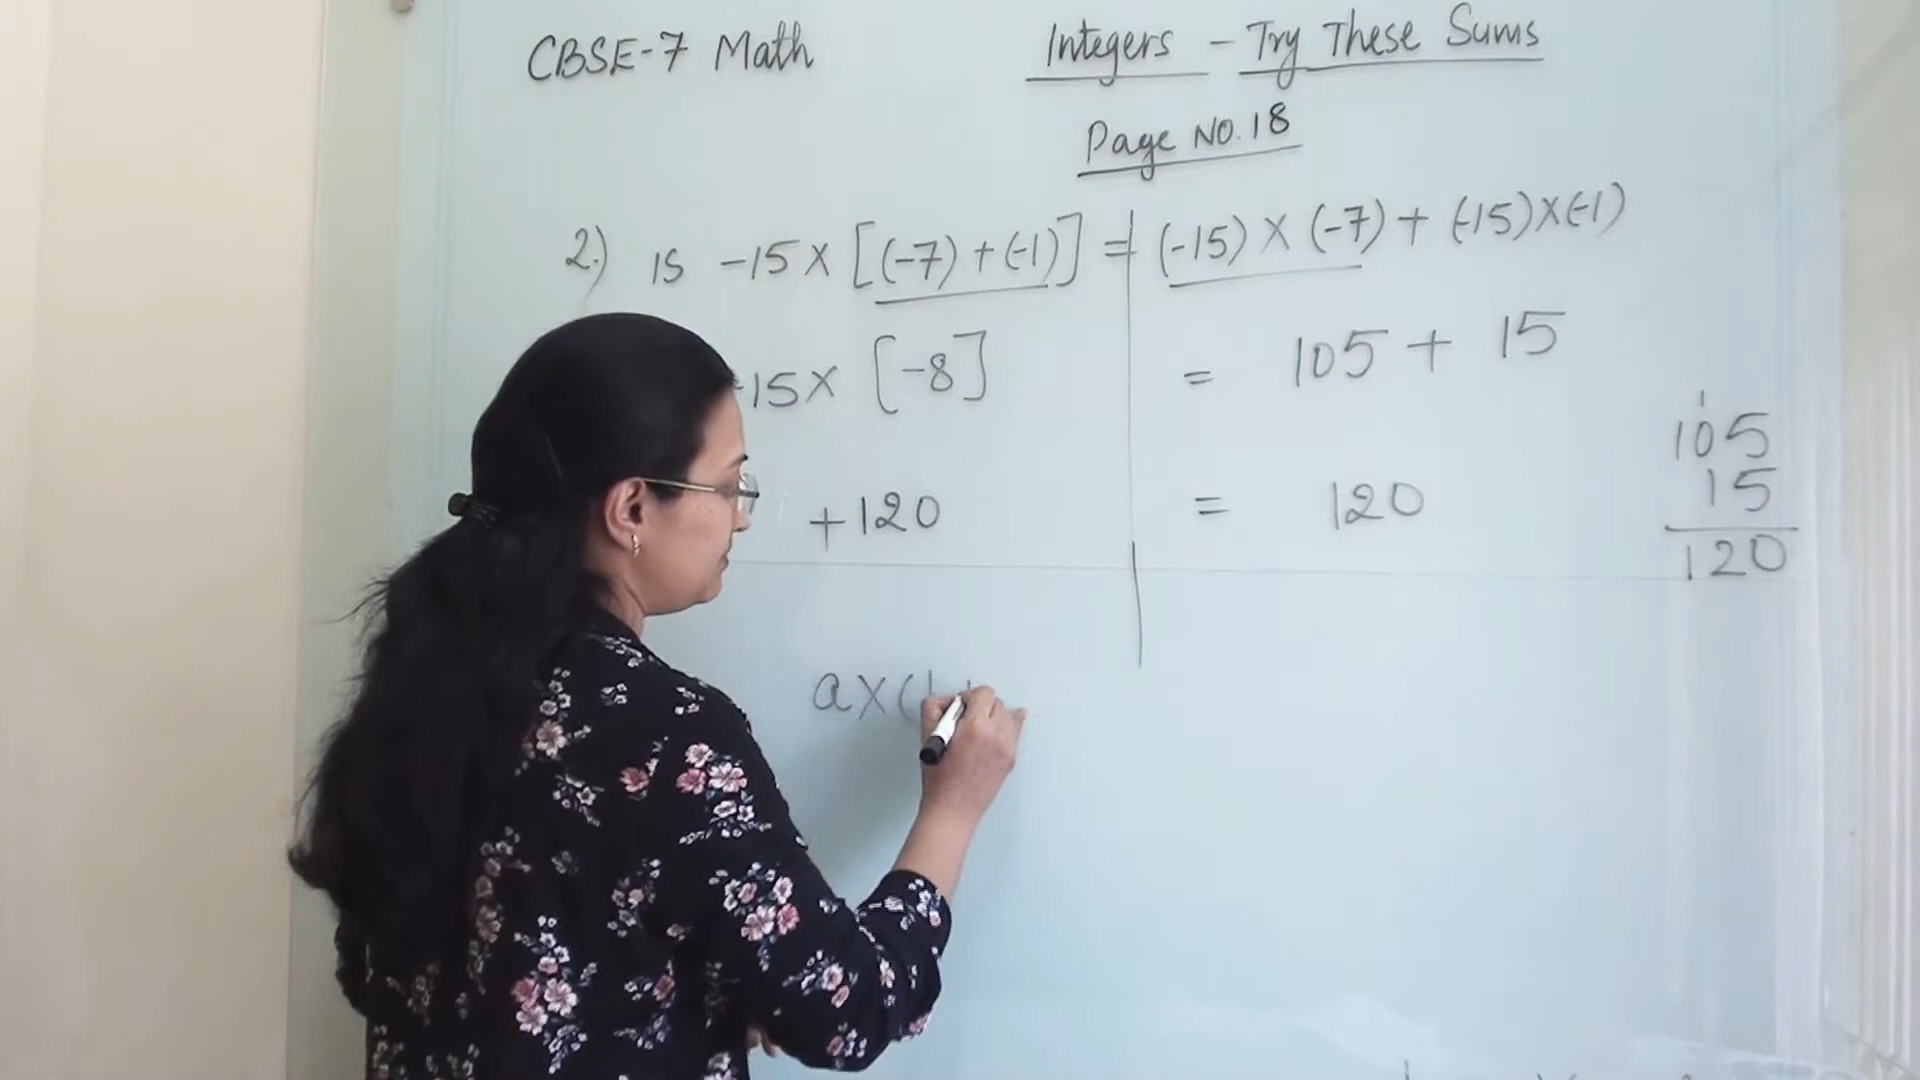 CBSE-7 Math
Integers - Try These Sums
Page NO.18
2.) is -15 X [(-7) + (-1)] = (-15) X (-7) + (-15) X (-1)
-15 X [-8] = 105 + 15
+120 = 120
1
105
15
120
a X (